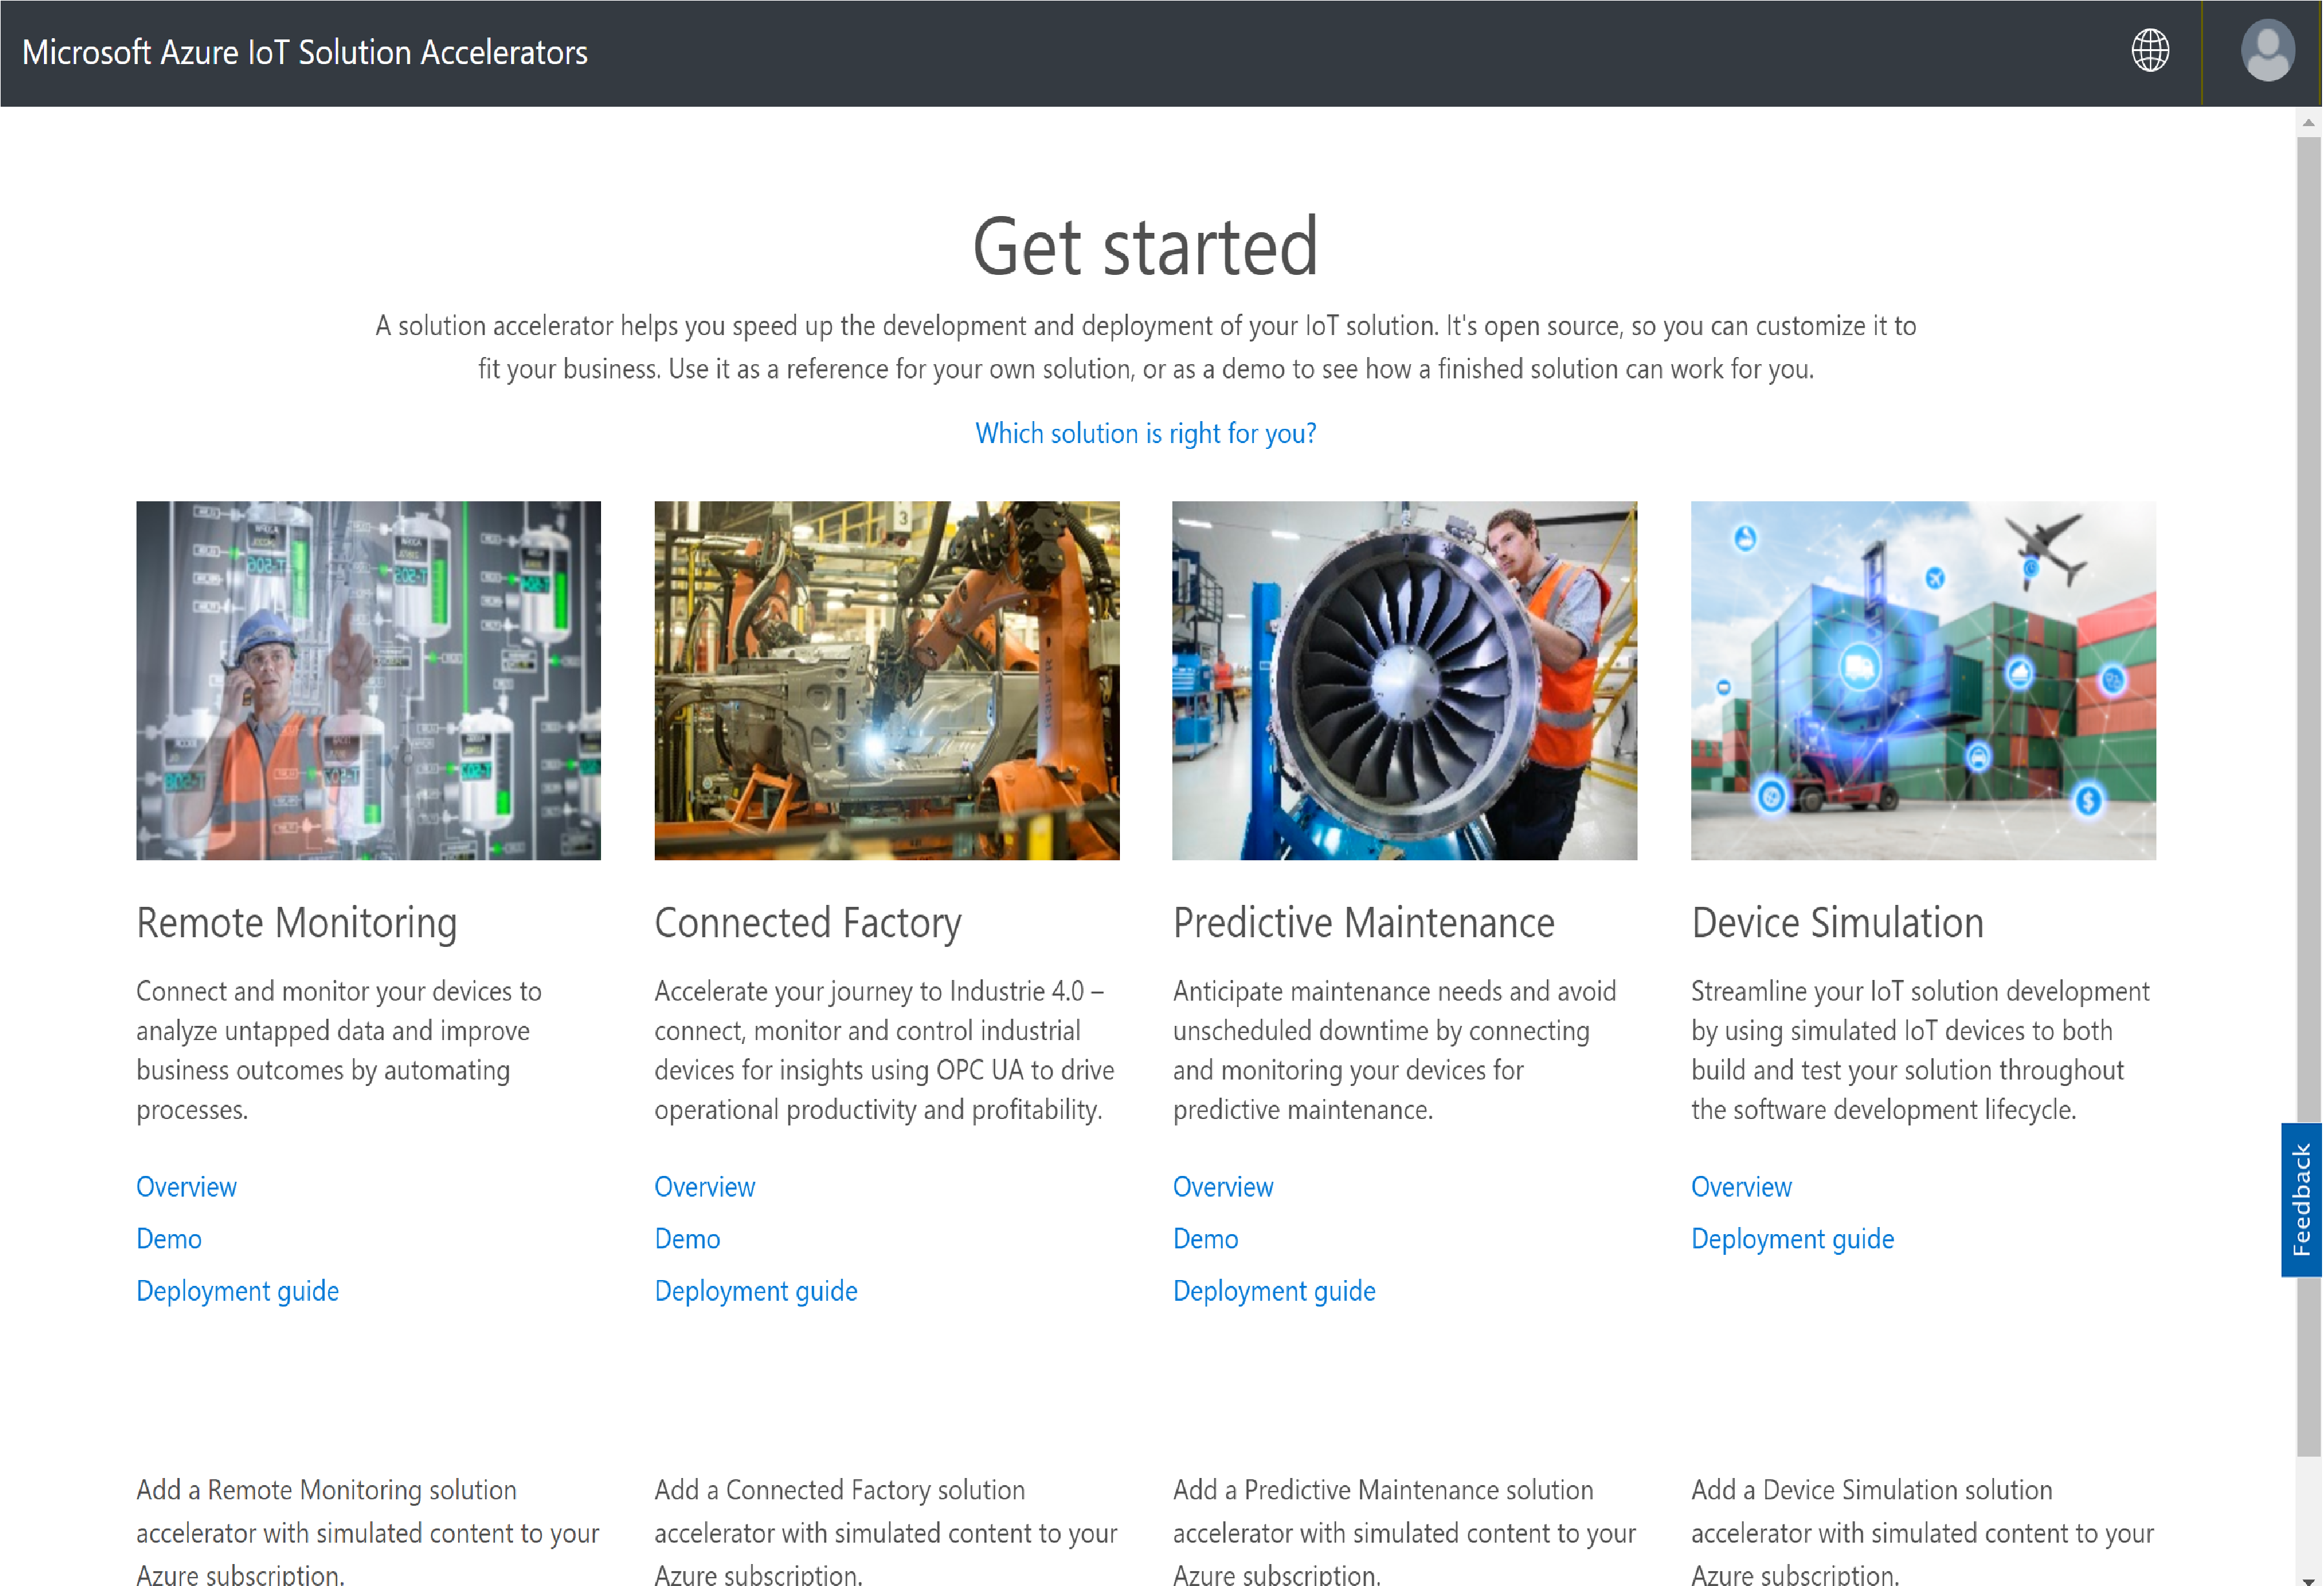 Microsoft Azure IoT Solution Accelerators
Get started
A solution accelerator helps you speed up the development and deployment of your IoT solution. It's open source, so you can customize it to
fit your business. Use it as a reference for your own solution, or as a demo to see how a finished solution can work for you.
Which solution is right for you?
3
Remote Monitoring
Connect and monitor your devices to
analyze untapped data and improve
business outcomes by automating
processes.
Overview
Demo
Deployment guide
Add a Remote Monitoring solution
accelerator with simulated content to your
Azure subscription.
Connected Factory
Accelerate your journey to Industrie 4.0 –
connect, monitor and control industrial
devices for insights using OPC UA to drive
operational productivity and profitability.
Overview
Demo
Deployment guide
Add a Connected Factory solution
accelerator with simulated content to your
Azure subscription.
Predictive Maintenance
Anticipate maintenance needs and avoid
unscheduled downtime by connecting
and monitoring your devices for
predictive maintenance.
Overview
Demo
Deployment guide
Add a Predictive Maintenance solution
accelerator with simulated content to your
Azure subscription.
Device Simulation
Streamline your IoT solution development
by using simulated IoT devices to both
build and test your solution throughout
the software development lifecycle.
Overview
Deployment guide
Add a Device Simulation solution
accelerator with simulated content to your
Azure subscription.
Feedback